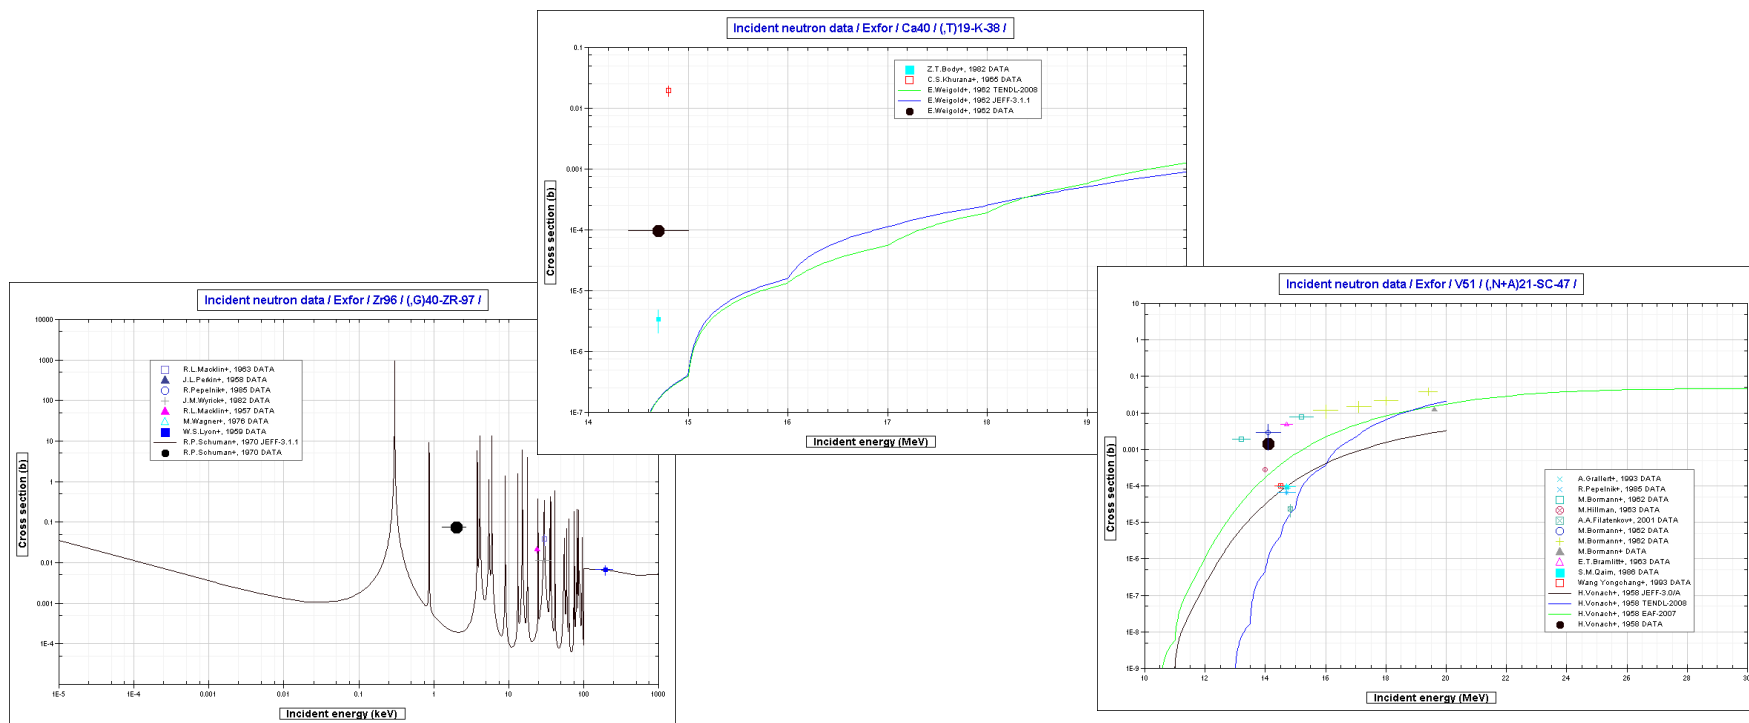 Incident neutron data / Exfor / Ca40 / (,T)19-K-38 /
0.1
0.01
0.001
1E-4
1E-5
1E-6
1E-7
Cross section (b)
Z.T.Body+, 1982 DATA
C.S.Khurana+, 1965 DATA
E.Weigold+, 1962 TENDL-2008
E.Weigold+, 1962 JEFF-3.1.1
E.Weigold+, 1962 DATA
14 15 16 17 18 19
Incident energy (MeV)
Incident neutron data / Exfor / Zr96 / (,G)40-ZR-97 /
10000
1000
100
10
1
0.1
0.01
0.001
1E-4
Cross section (b)
R.L.Macklin+, 1963 DATA
J.L.Perkin+, 1958 DATA
R.Pepelnik+, 1985 DATA
J.M.Wyrick+, 1982 DATA
R.L.Macklin+, 1957 DATA
M.Wagner+, 1976 DATA
W.S.Lyon+, 1959 DATA
R.P.Schuman+, 1970 JEFF-3.1.1
R.P.Schuman+, 1970 DATA
1E-5 1E-4 0.001 0.01 0.1 1 10 100 1000
Incident energy (keV)
Incident neutron data / Exfor / V51 / (,N+A)21-SC-47 /
10
1
0.1
0.01
0.001
1E-4
1E-5
1E-6
1E-7
1E-8
1E-9
Cross section (b)
A.Grallert+, 1993 DATA
R.Pepelnik+, 1985 DATA
M.Bormann+, 1962 DATA
M.Hillman, 1963 DATA
A.A.Filatenkov+, 2001 DATA
M.Bormann+, 1962 DATA
M.Bormann+, 1962 DATA
M.Bormann+ DATA
E.T.Bramlitt+, 1963 DATA
S.M.Qaim, 1986 DATA
Wang Yongchang+, 1993 DATA
H.Vonach+, 1958 JEFF-3.0/A
H.Vonach+, 1958 TENDL-2008
H.Vonach+, 1958 EAF-2007
H.Vonach+, 1958 DATA
10 12 14 16 18 20 22 24 26 28 30
Incident energy (MeV)